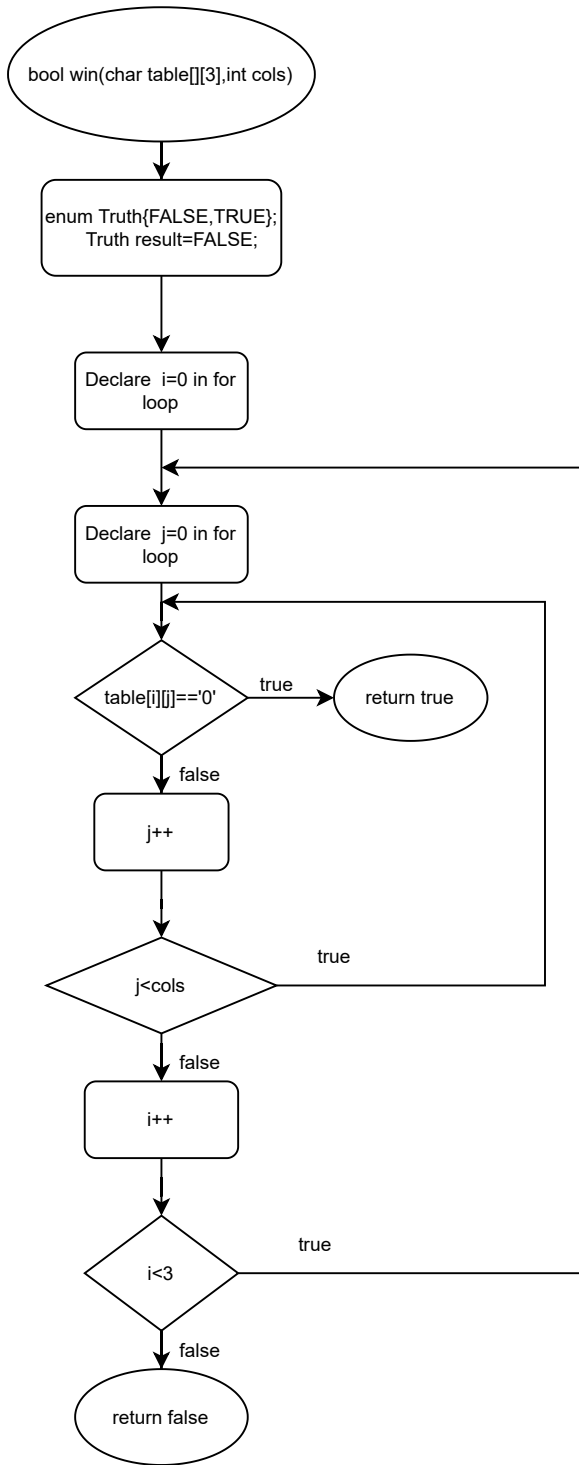 bool win(char table[][3],int cols)
enum Truth{FALSE,TRUE};
Truth result=FALSE;
Declare i=0 in for
loop
Declare j=0 in for
loop
table[i][j]=='0'
true
return true
false
j++
j<cols
true
false
i++
i<3
true
false
return false